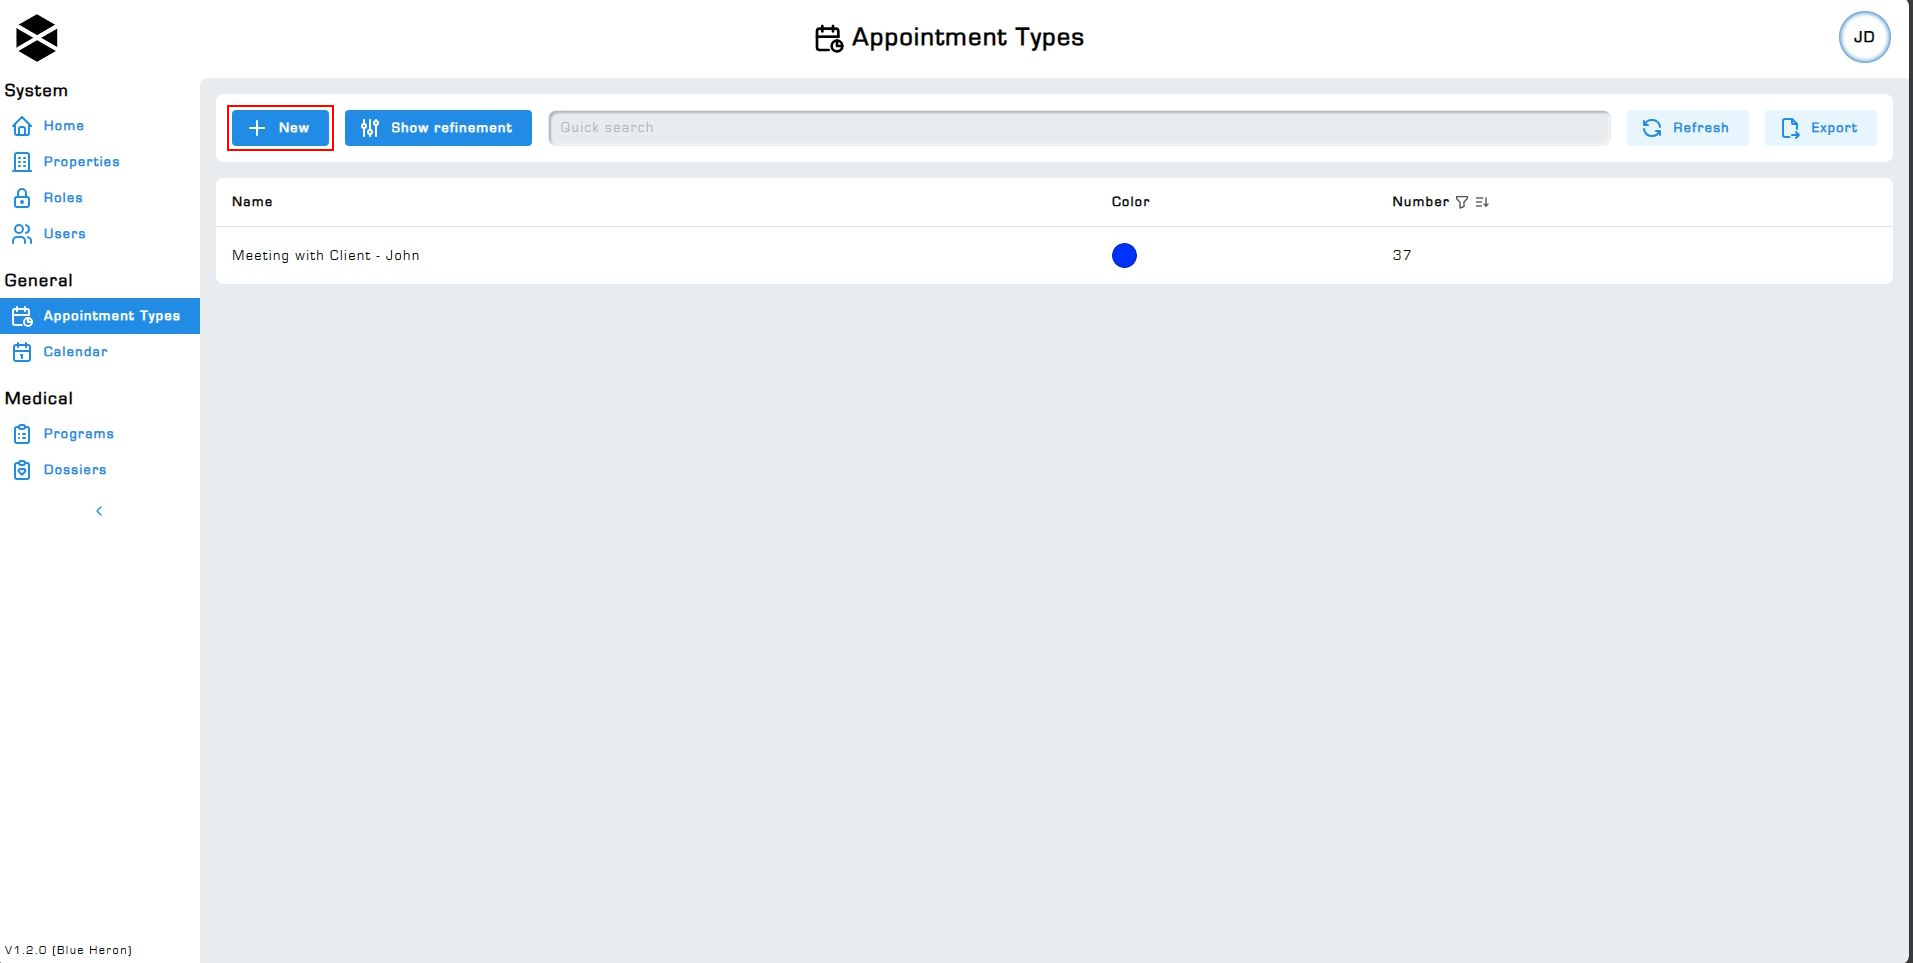 Appointment Types
JD
System
Home
Properties
Roles
Users
General
Appointment Types
Calendar
Medical
Programs
Dossiers
V1.2.0 (Blue Heron)
New
Show refinement
Quick search
Refresh
Export
Name Color Number
Meeting with Client - John 37